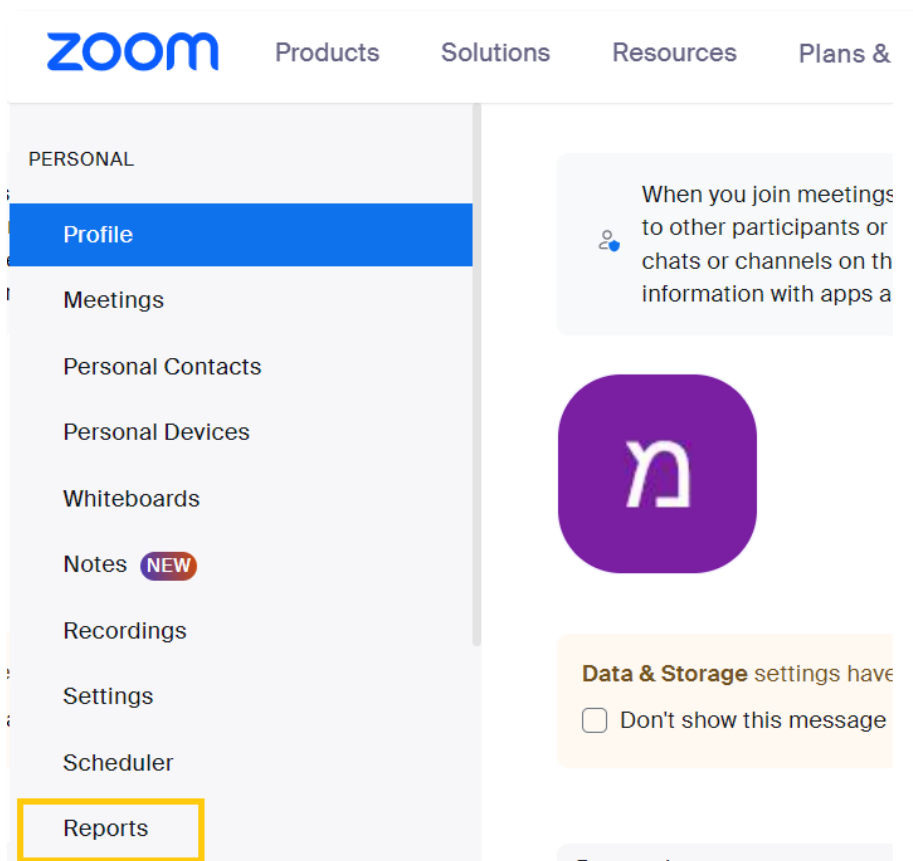 zoom Products Solutions Resources Plans &
PERSONAL
Profile
Meetings
Personal Contacts
Personal Devices
Whiteboards
Notes NEW
Recordings
Settings
Scheduler
Reports
When you join meetings
to other participants or
chats or channels on th
information with apps a
מ
Data & Storage settings have
Don't show this message